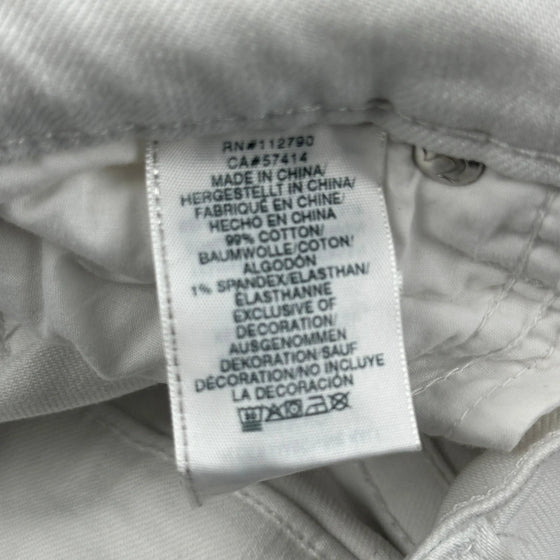 RN#112790
CA#57414
MADE IN CHINA/
HERGESTELLT IN CHINA/
FABRIQUÉ EN CHINE/
HECHO EN CHINA
99% COTTON/
BAUMWOLLE/COTON/
ALGODÓN
1% SPANDEX/ELASTHAN/
ÉLASTHANNE
EXCLUSIVE OF
DECORATION/
AUSGENOMMEN
DEKORATION/SAUF
DÉCORATION/NO INCLUYE
LA DECORACIÓN